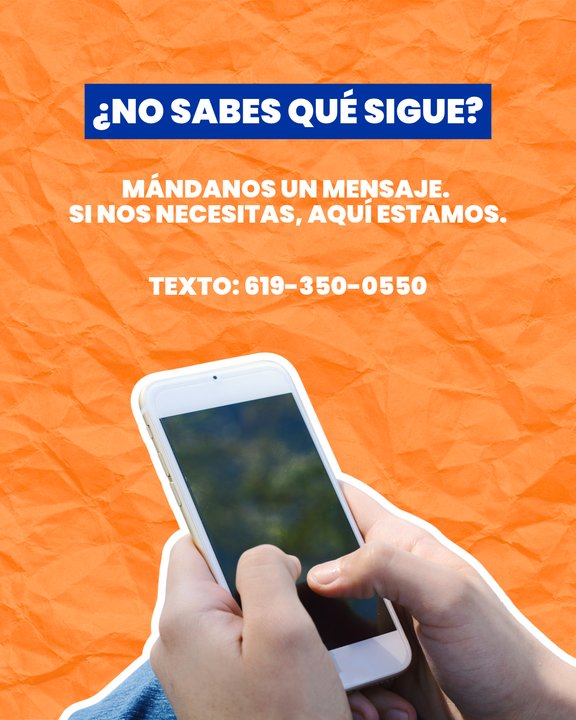 ¿NO SABES QUÉ SIGUE?
MÁNDANOS UN MENSAJE.
SI NOS NECESITAS, AQUÍ ESTAMOS.
TEXTO: 619-350-0550